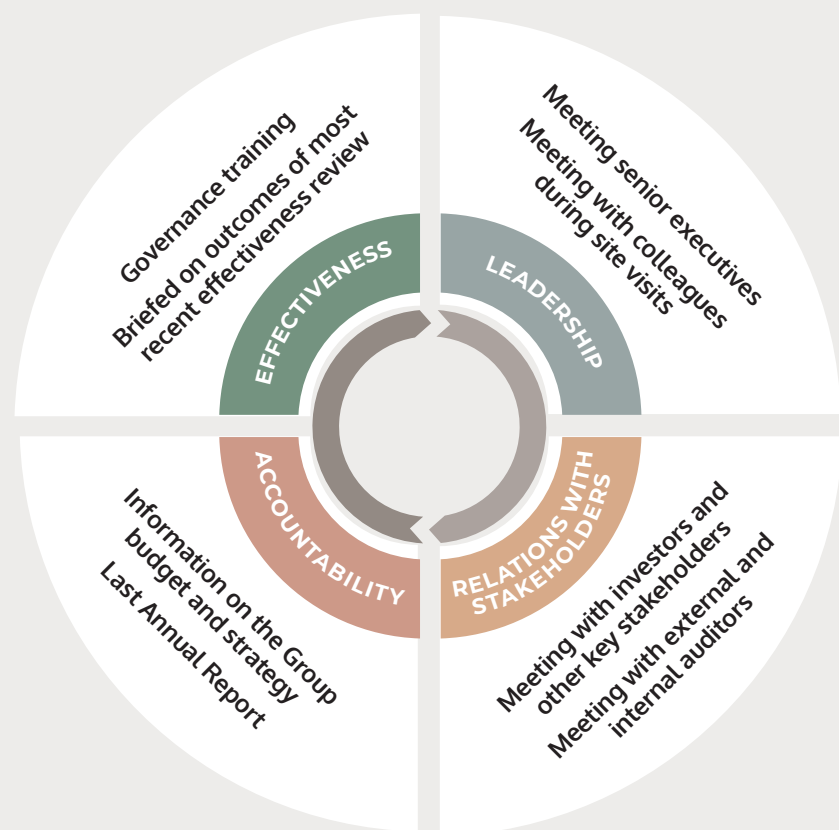 Governance training
Briefed on outcomes of most
recent effectiveness review
EFFECTIVENESS
Meeting senior executives
Meeting with colleagues
during site visits
LEADERSHIP
ACCOUNTABILITY
Information on the Group
budget and strategy
Last Annual Report
RELATIONS WITH
STAKEHOLDERS
Meeting with investors and
other key stakeholders
Meeting with external and
internal auditors